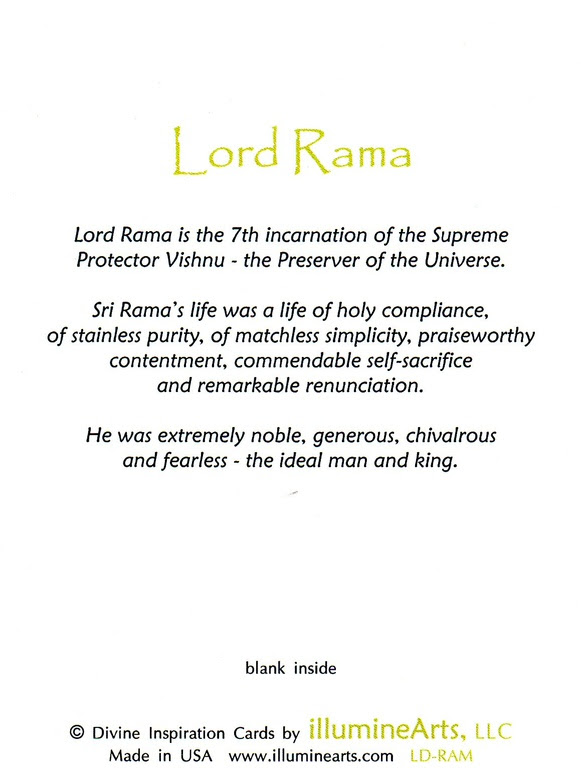 Lord Rama
Lord Rama is the 7th incarnation of the Supreme
Protector Vishnu - the Preserver of the Universe.
Sri Rama's life was a life of holy compliance,
of stainless purity, of matchless simplicity, praiseworthy
contentment, commendable self-sacrifice
and remarkable renunciation.
He was extremely noble, generous, chivalrous
and fearless - the ideal man and king.
blank inside
© Divine Inspiration Cards by illumineArts, LLC
Made in USA www.illuminearts.com LD-RAM